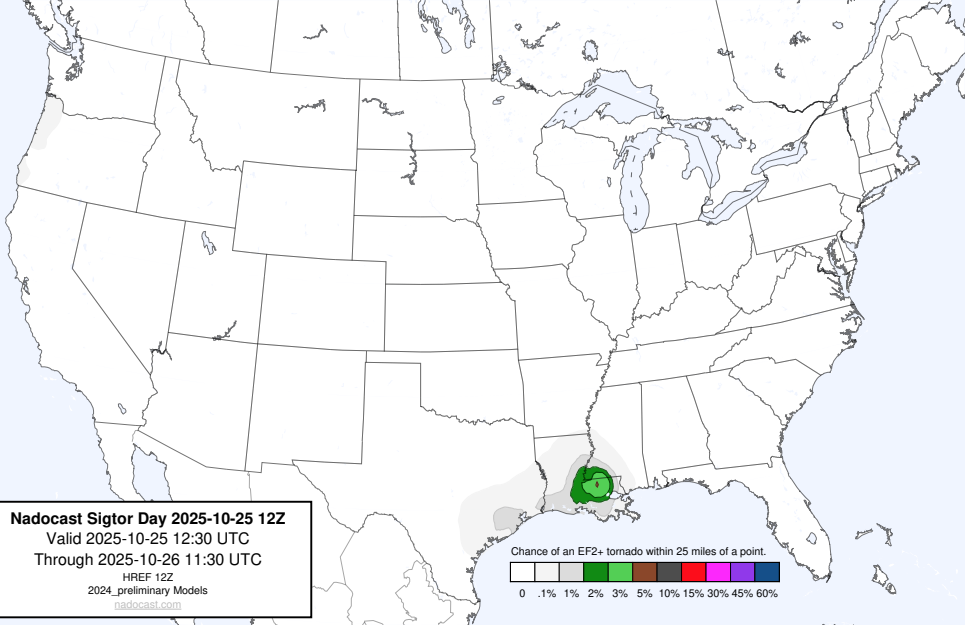 Nadocast Sigtor Day 2025-10-25 12Z
Valid 2025-10-25 12:30 UTC
Through 2025-10-26 11:30 UTC
HREF 12Z
2024_preliminary Models
nadocast.com
Chance of an EF2+ tornado within 25 miles of a point.
0 .1% 1% 2% 3% 5% 10% 15% 30% 45% 60%